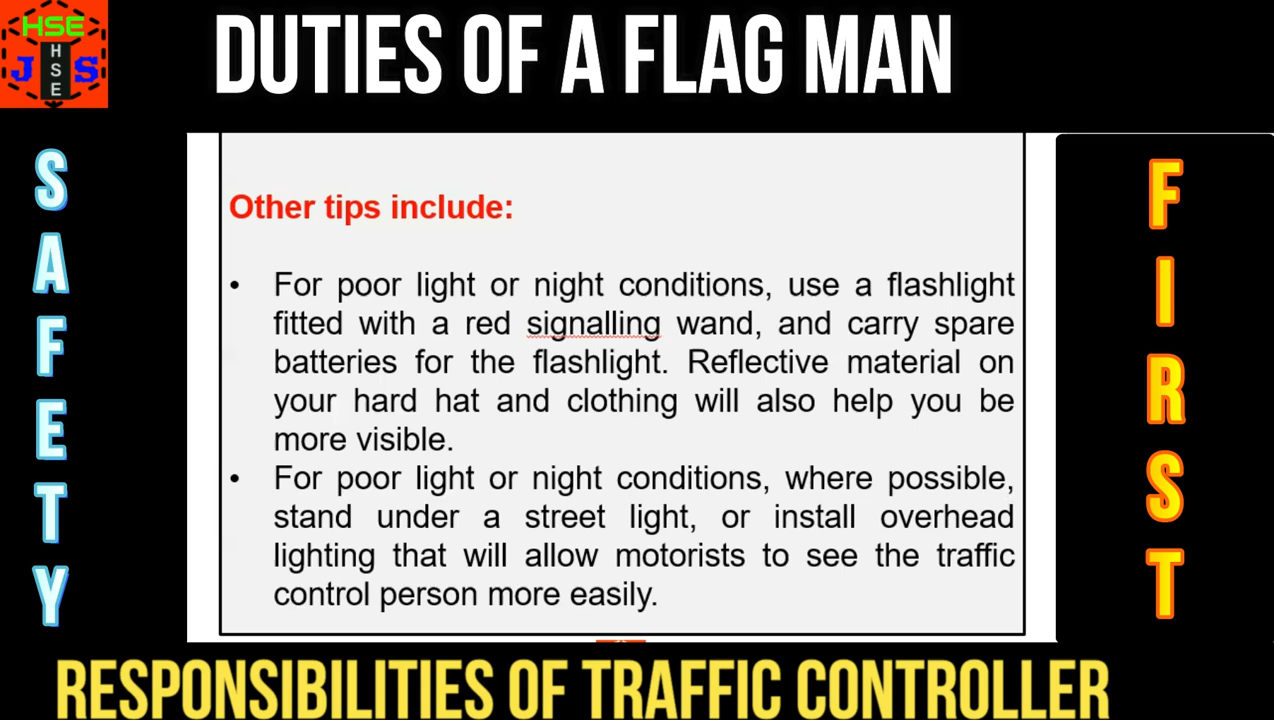 HSE
J S
H
S
E
DUTIES OF A FLAG MAN
SAFETY
Other tips include:
• For poor light or night conditions, use a flashlight
fitted with a red signalling wand, and carry spare
batteries for the flashlight. Reflective material on
your hard hat and clothing will also help you be
more visible.
• For poor light or night conditions, where possible,
stand under a street light, or install overhead
lighting that will allow motorists to see the traffic
control person more easily.
FIRST
RESPONSIBILITIES OF TRAFFIC CONTROLLER